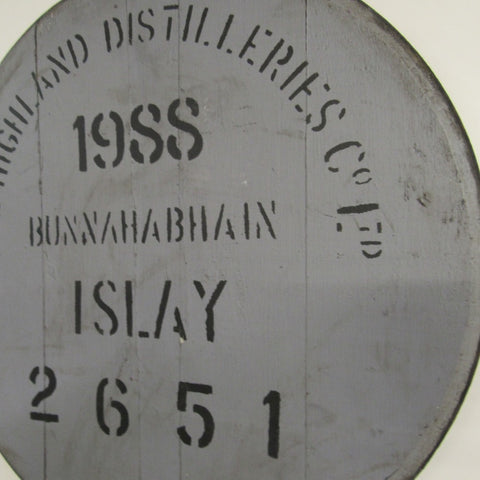 HIGHLAND DISTILLERIES Co LTD
1988
BUNNAHABHAIN
ISLAY
2651